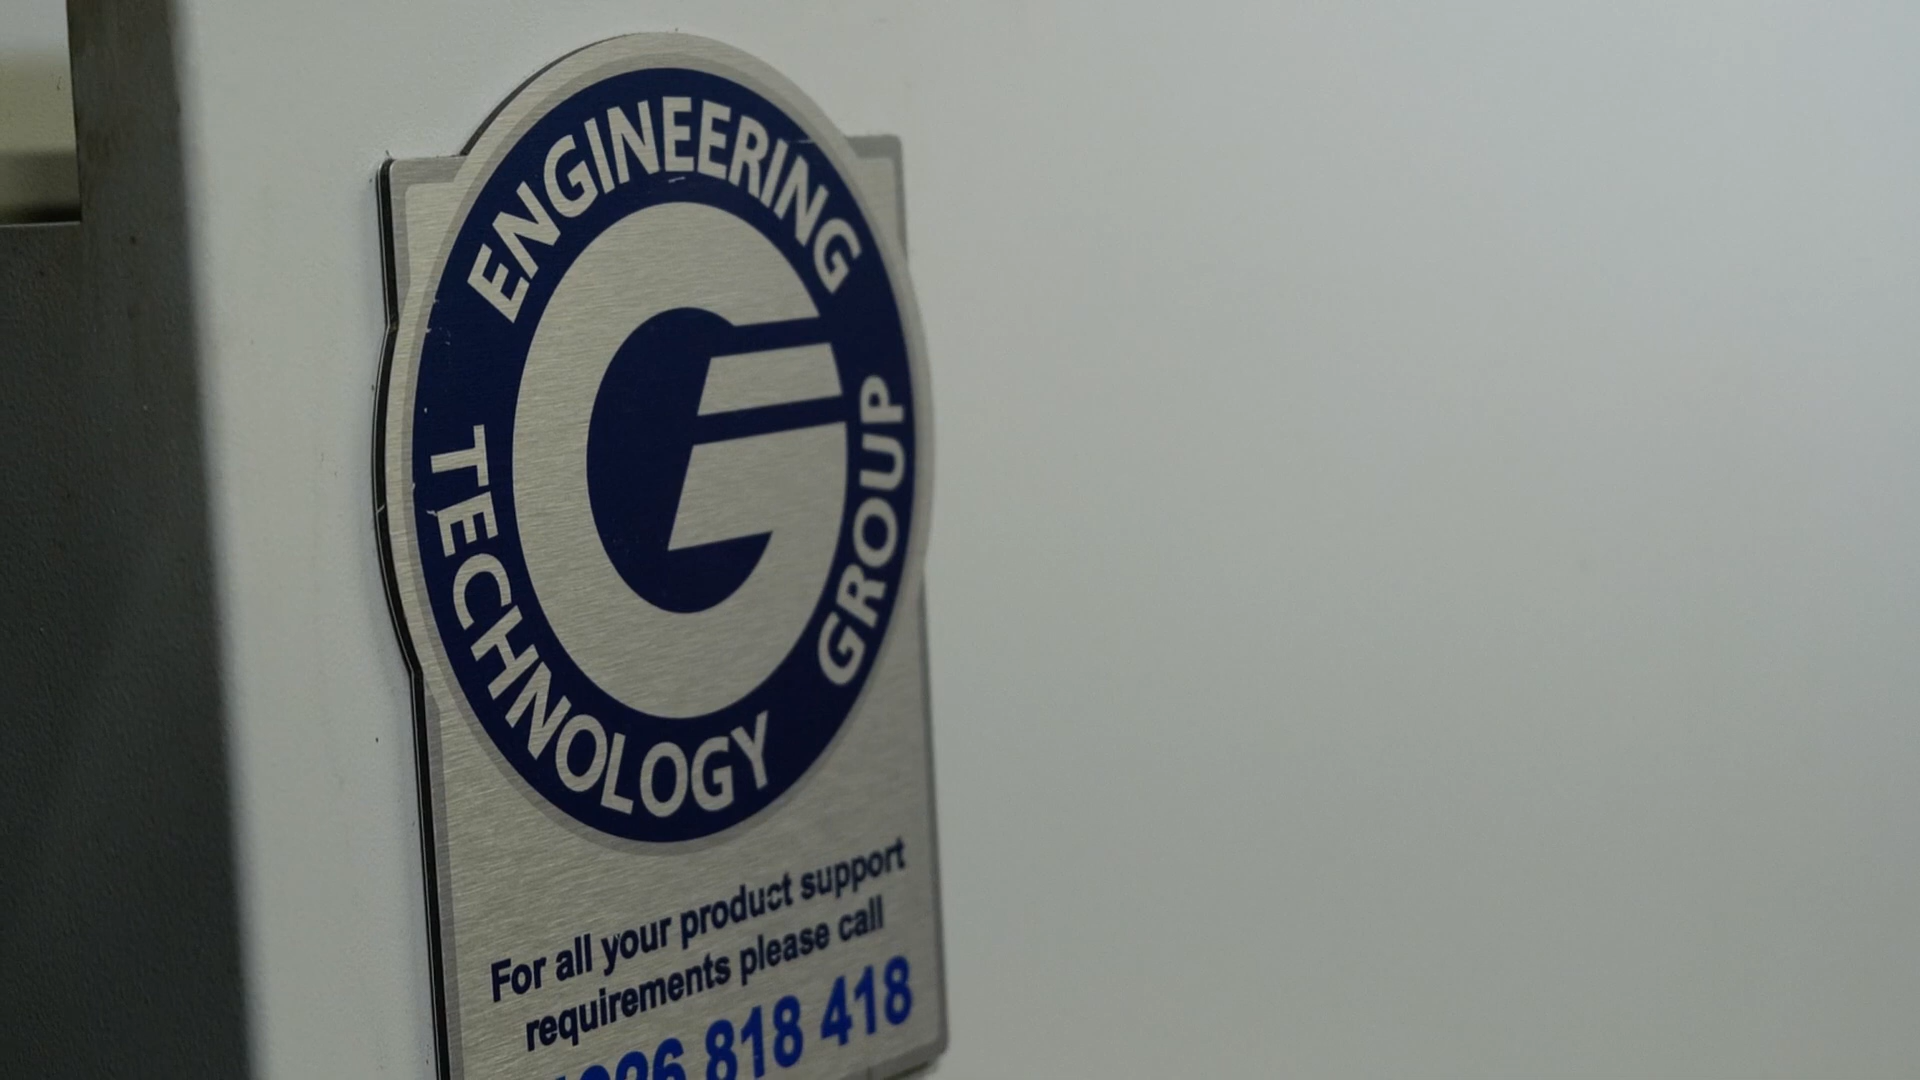 ENGINEERING
TECHNOLOGY
GROUP
G
For all your product support
requirements please call
818 418